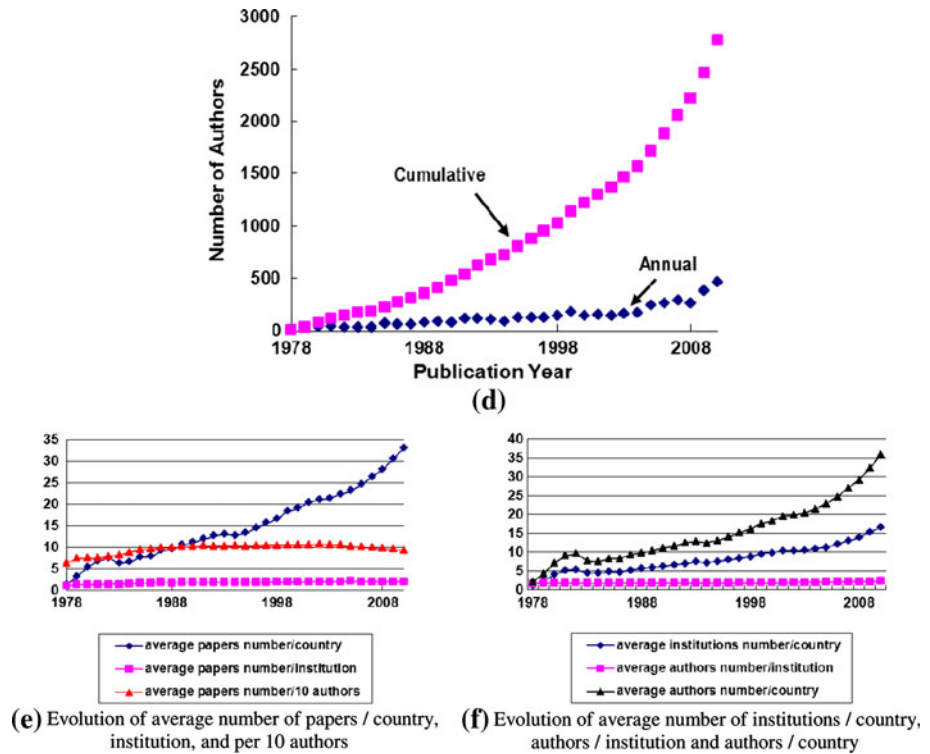 3000
2500
2000
1500
1000
500
0
Number of Authors
Cumulative
Annual
1978 1988 1998 2008
Publication Year
(d)
35
30
25
20
15
10
5
0
1978 1988 1998 2008
average papers number/country
average papers number/institution
average papers number/10 authors
(e) Evolution of average number of papers / country,
institution, and per 10 authors
40
35
30
25
20
15
10
5
0
1978 1988 1998 2008
average institutions number/country
average authors number/institution
average authors number/country
(f) Evolution of average number of institutions / country,
authors / institution and authors / country